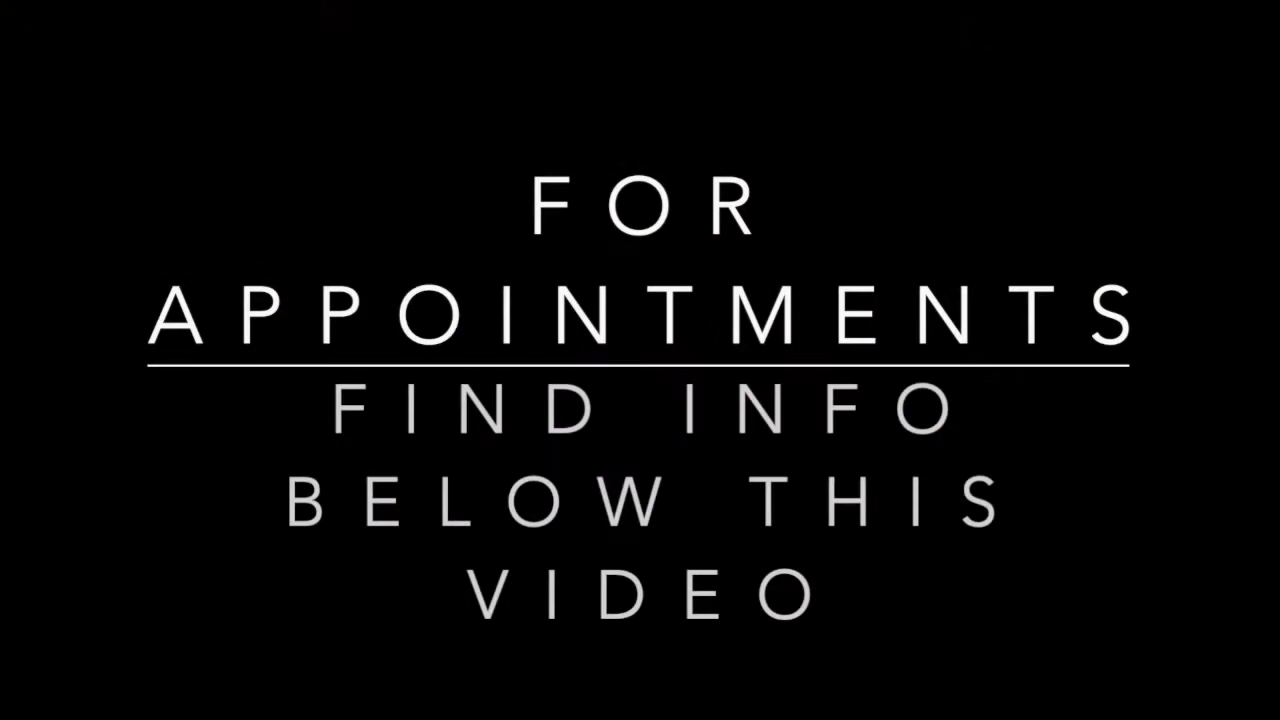 FOR
APPOINTMENTS
FIND INFO
BELOW THIS
VIDEO